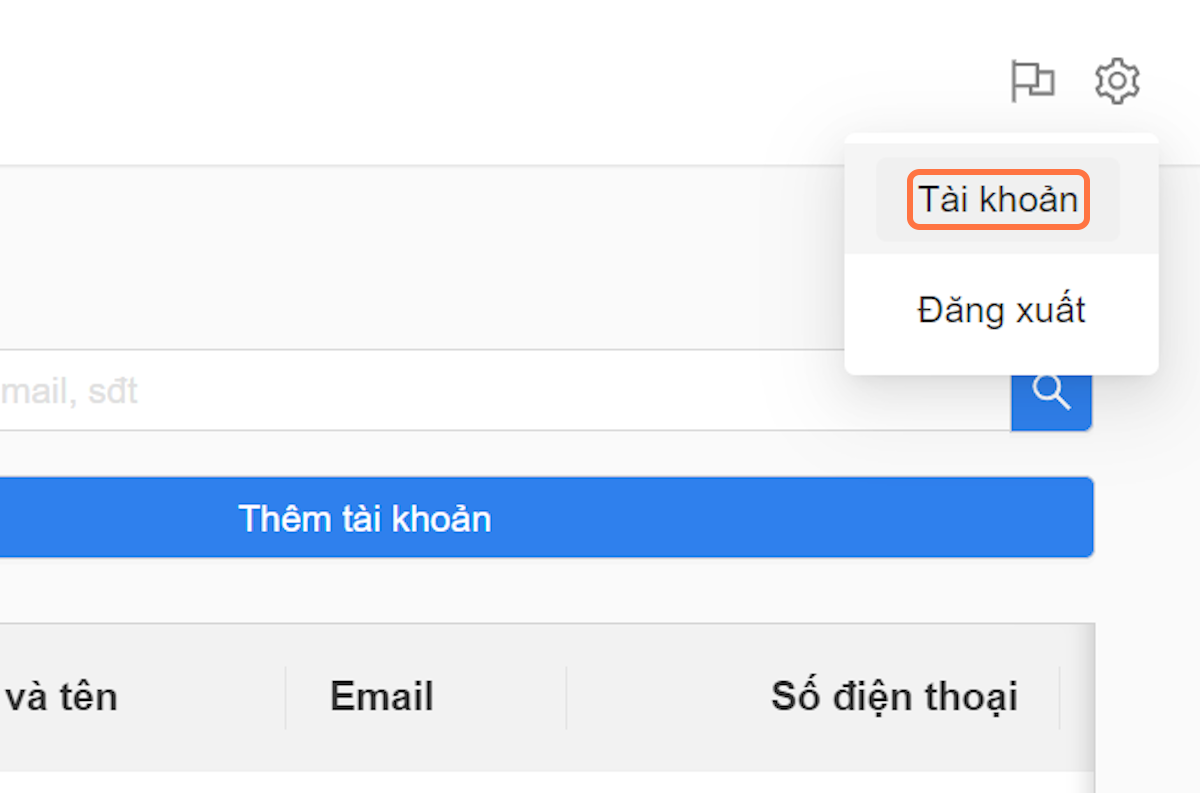 Tài khoản
Đăng xuất
mail, sđt
Thêm tài khoản
và tên Email Số điện thoại